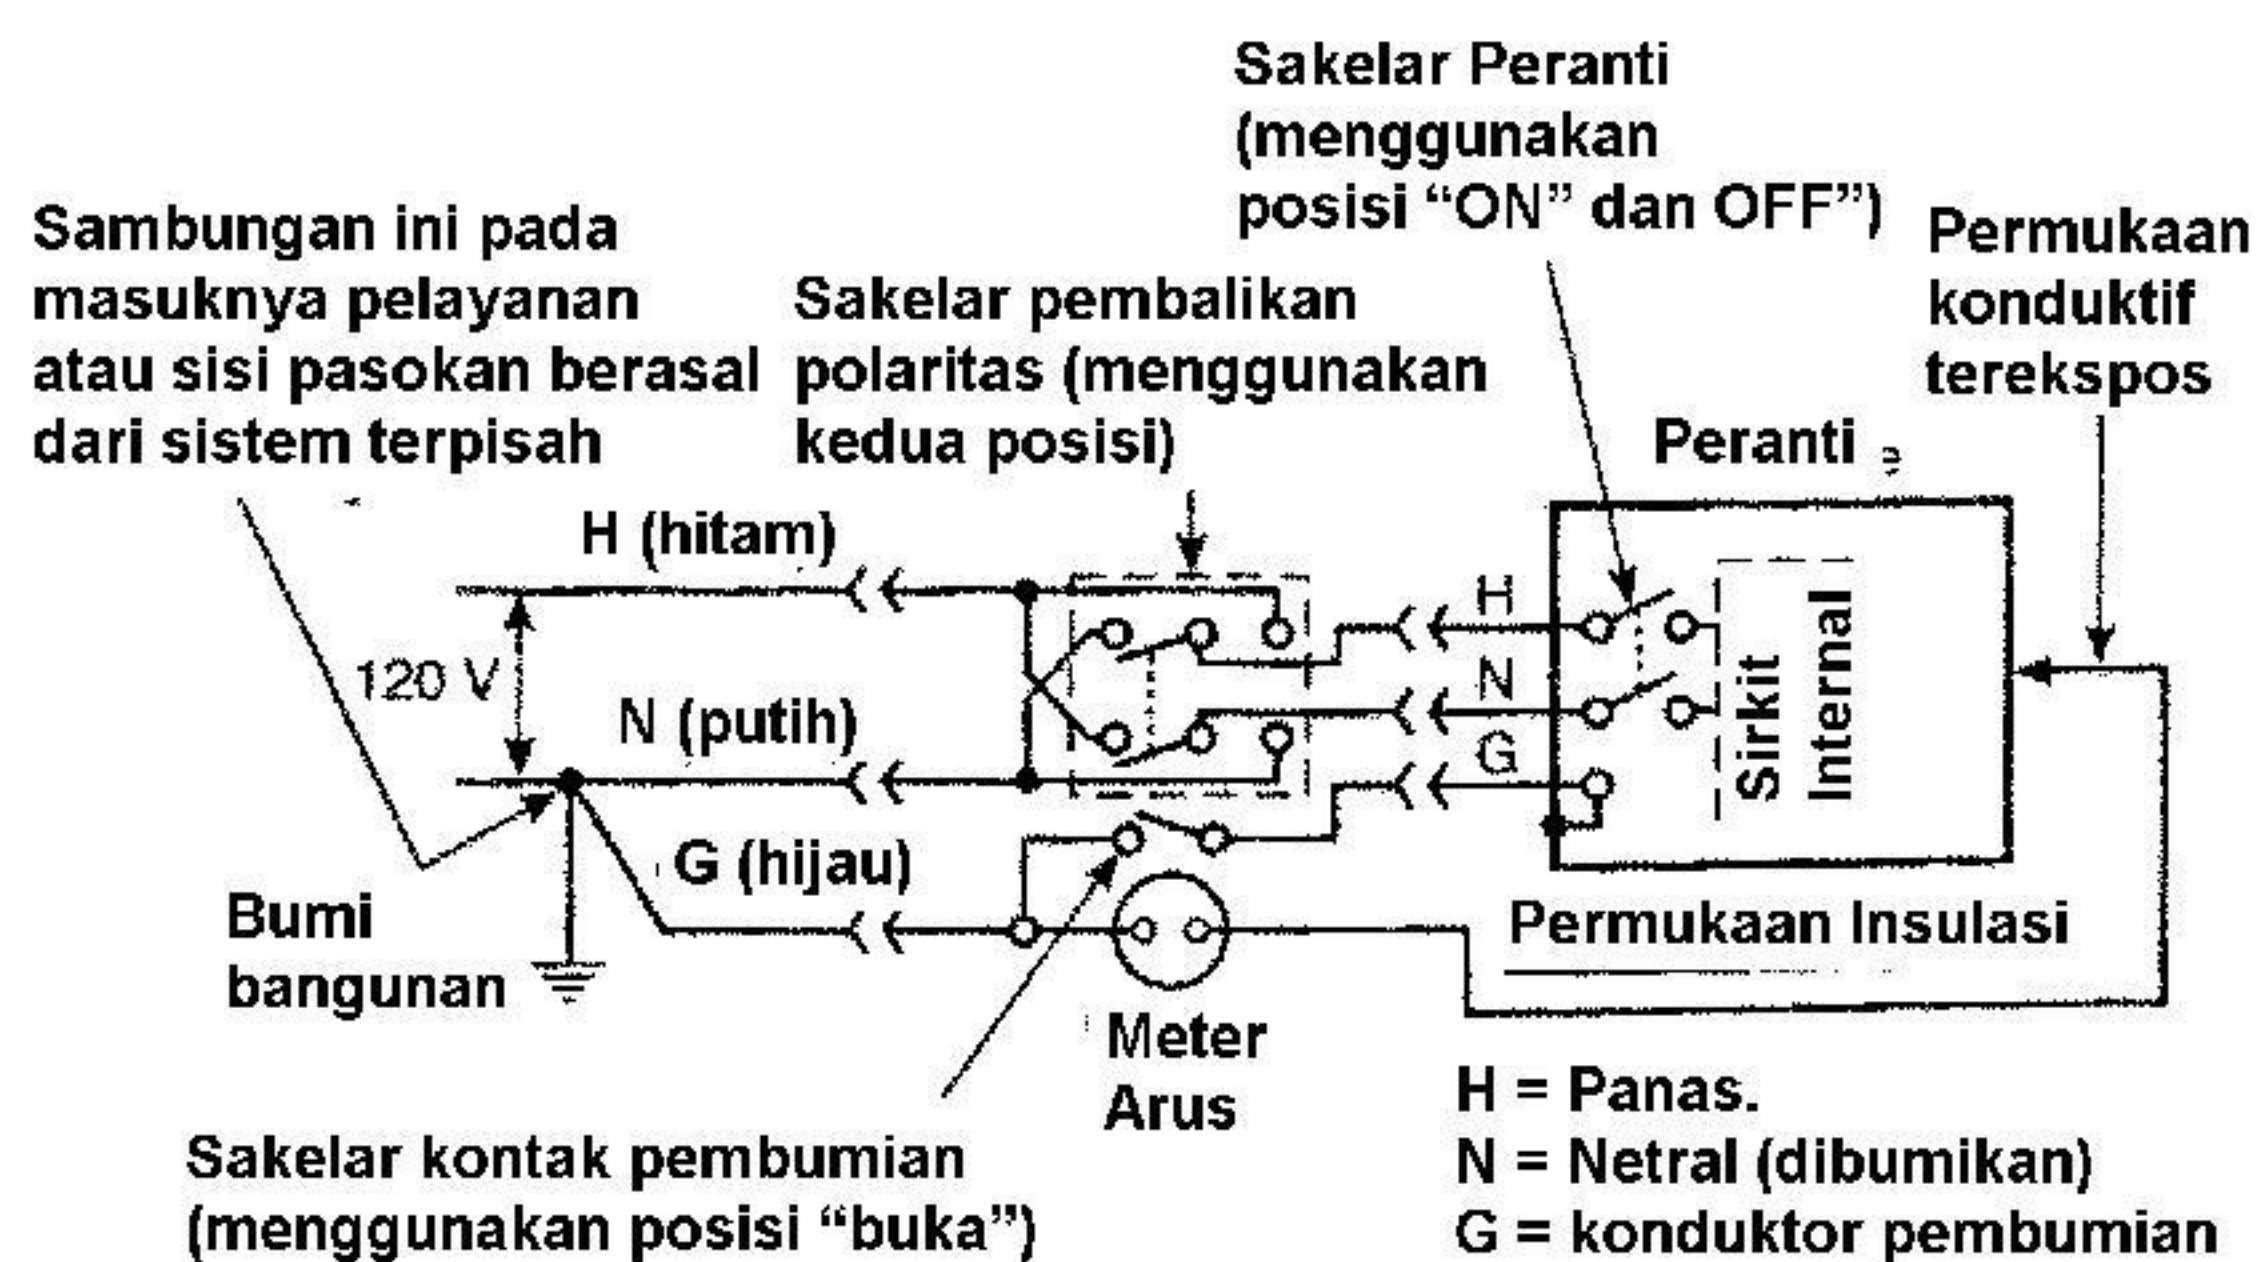 Sakelar Peranti
(menggunakan
posisi “ON” dan OFF”)
Sambungan ini pada
masuknya pelayanan
atau sisi pasokan berasal
dari sistem terpisah
Sakelar pembalikan
polaritas (menggunakan
kedua posisi)
Permukaan
konduktif
terekspos
Peranti
H (hitam)
120 V
N (putih)
G (hijau)
H
N
G
Sirkit
Internal
Bumi
bangunan
Permukaan Insulasi
Meter
Arus
Sakelar kontak pembumian
(menggunakan posisi “buka”)
H = Panas.
N = Netral (dibumikan)
G = konduktor pembumian